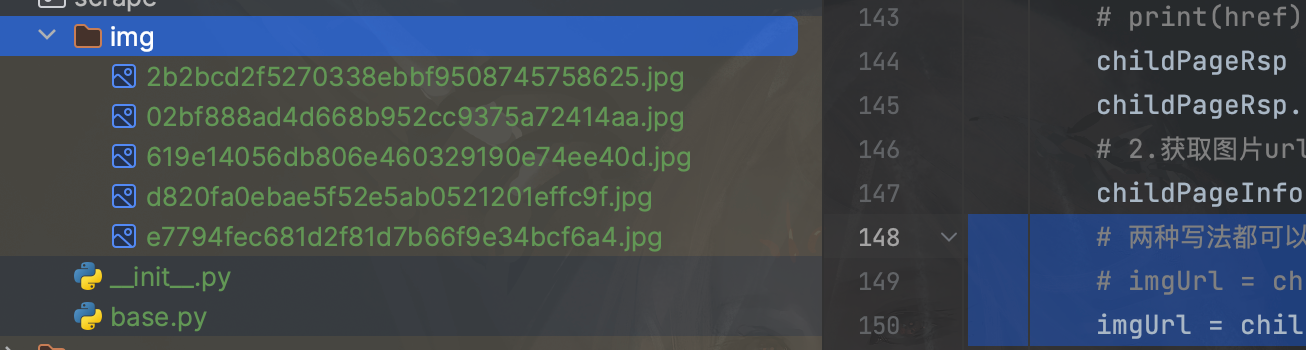 scrape
img
2b2bcd2f5270338ebbf9508745758625.jpg
02bf888ad4d668b952cc9375a72414aa.jpg
619e14056db806e460329190e74ee40d.jpg
d820fa0ebae5f52e5ab0521201effc9f.jpg
e7794fec681d2f81d7b66f9e34bcf6a4.jpg
__init__.py
base.py
143 # print(href)
144 childPageRsp
145 childPageRsp.
146 # 2.获取图片url
147 childPageInfo
148 # 两种写法都可以
149 # imgUrl = ch
150 imgUrl = chil